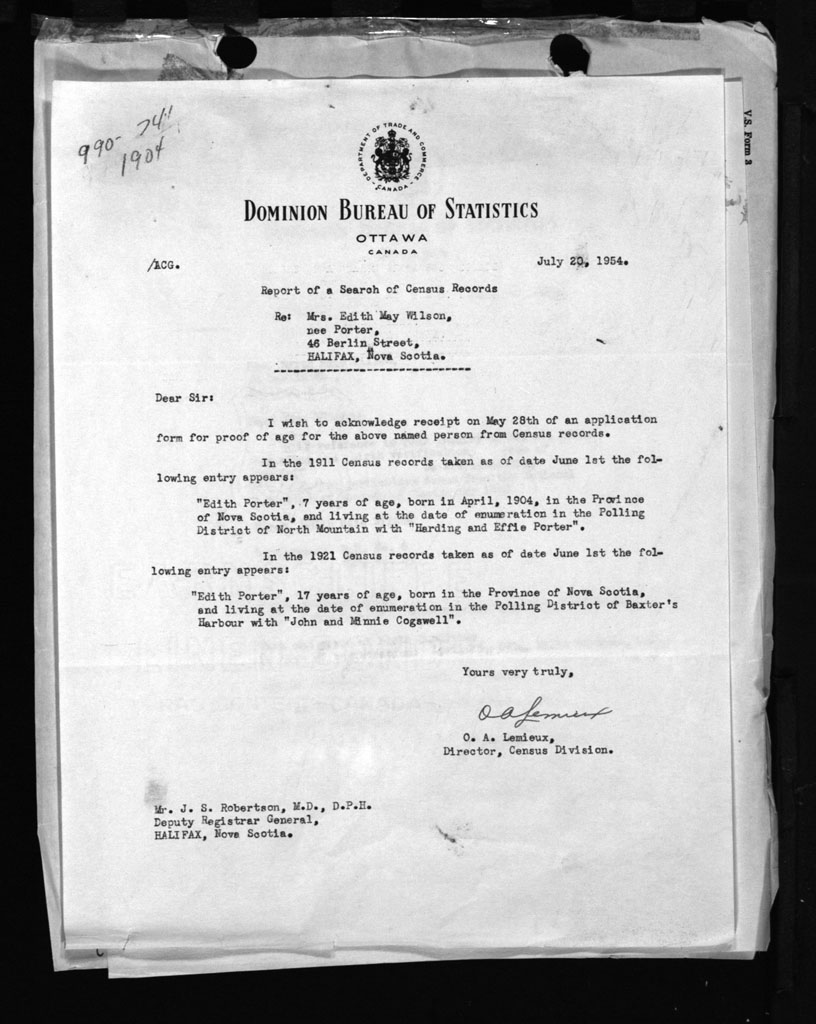 990-741
1904
DEPARTMENT OF TRADE AND COMMERCE
CANADA
V.S. Form 3
DOMINION BUREAU OF STATISTICS
OTTAWA
CANADA
/ACG.
July 20, 1954.
Report of a Search of Census Records
Re: Mrs. Edith May Wilson,
nee Porter,
46 Berlin Street,
HALIFAX, Nova Scotia.
Dear Sir:
I wish to acknowledge receipt on May 28th of an application
form for proof of age for the above named person from Census records.
In the 1911 Census records taken as of date June 1st the fol-
lowing entry appears:
"Edith Porter", 7 years of age, born in April, 1904, in the Province
of Nova Scotia, and living at the date of enumeration in the Polling
District of North Mountain with "Harding and Effie Porter".
In the 1921 Census records taken as of date June 1st the fol-
lowing entry appears:
"Edith Porter", 17 years of age, born in the Province of Nova Scotia,
and living at the date of enumeration in the Polling District of Baxter's
Harbour with "John and Minnie Cogswell".
Yours very truly,
O A Lemieux
O. A. Lemieux,
Director, Census Division.
Mr. J. S. Robertson, M.D., D.P.H.
Deputy Registrar General,
HALIFAX, Nova Scotia.